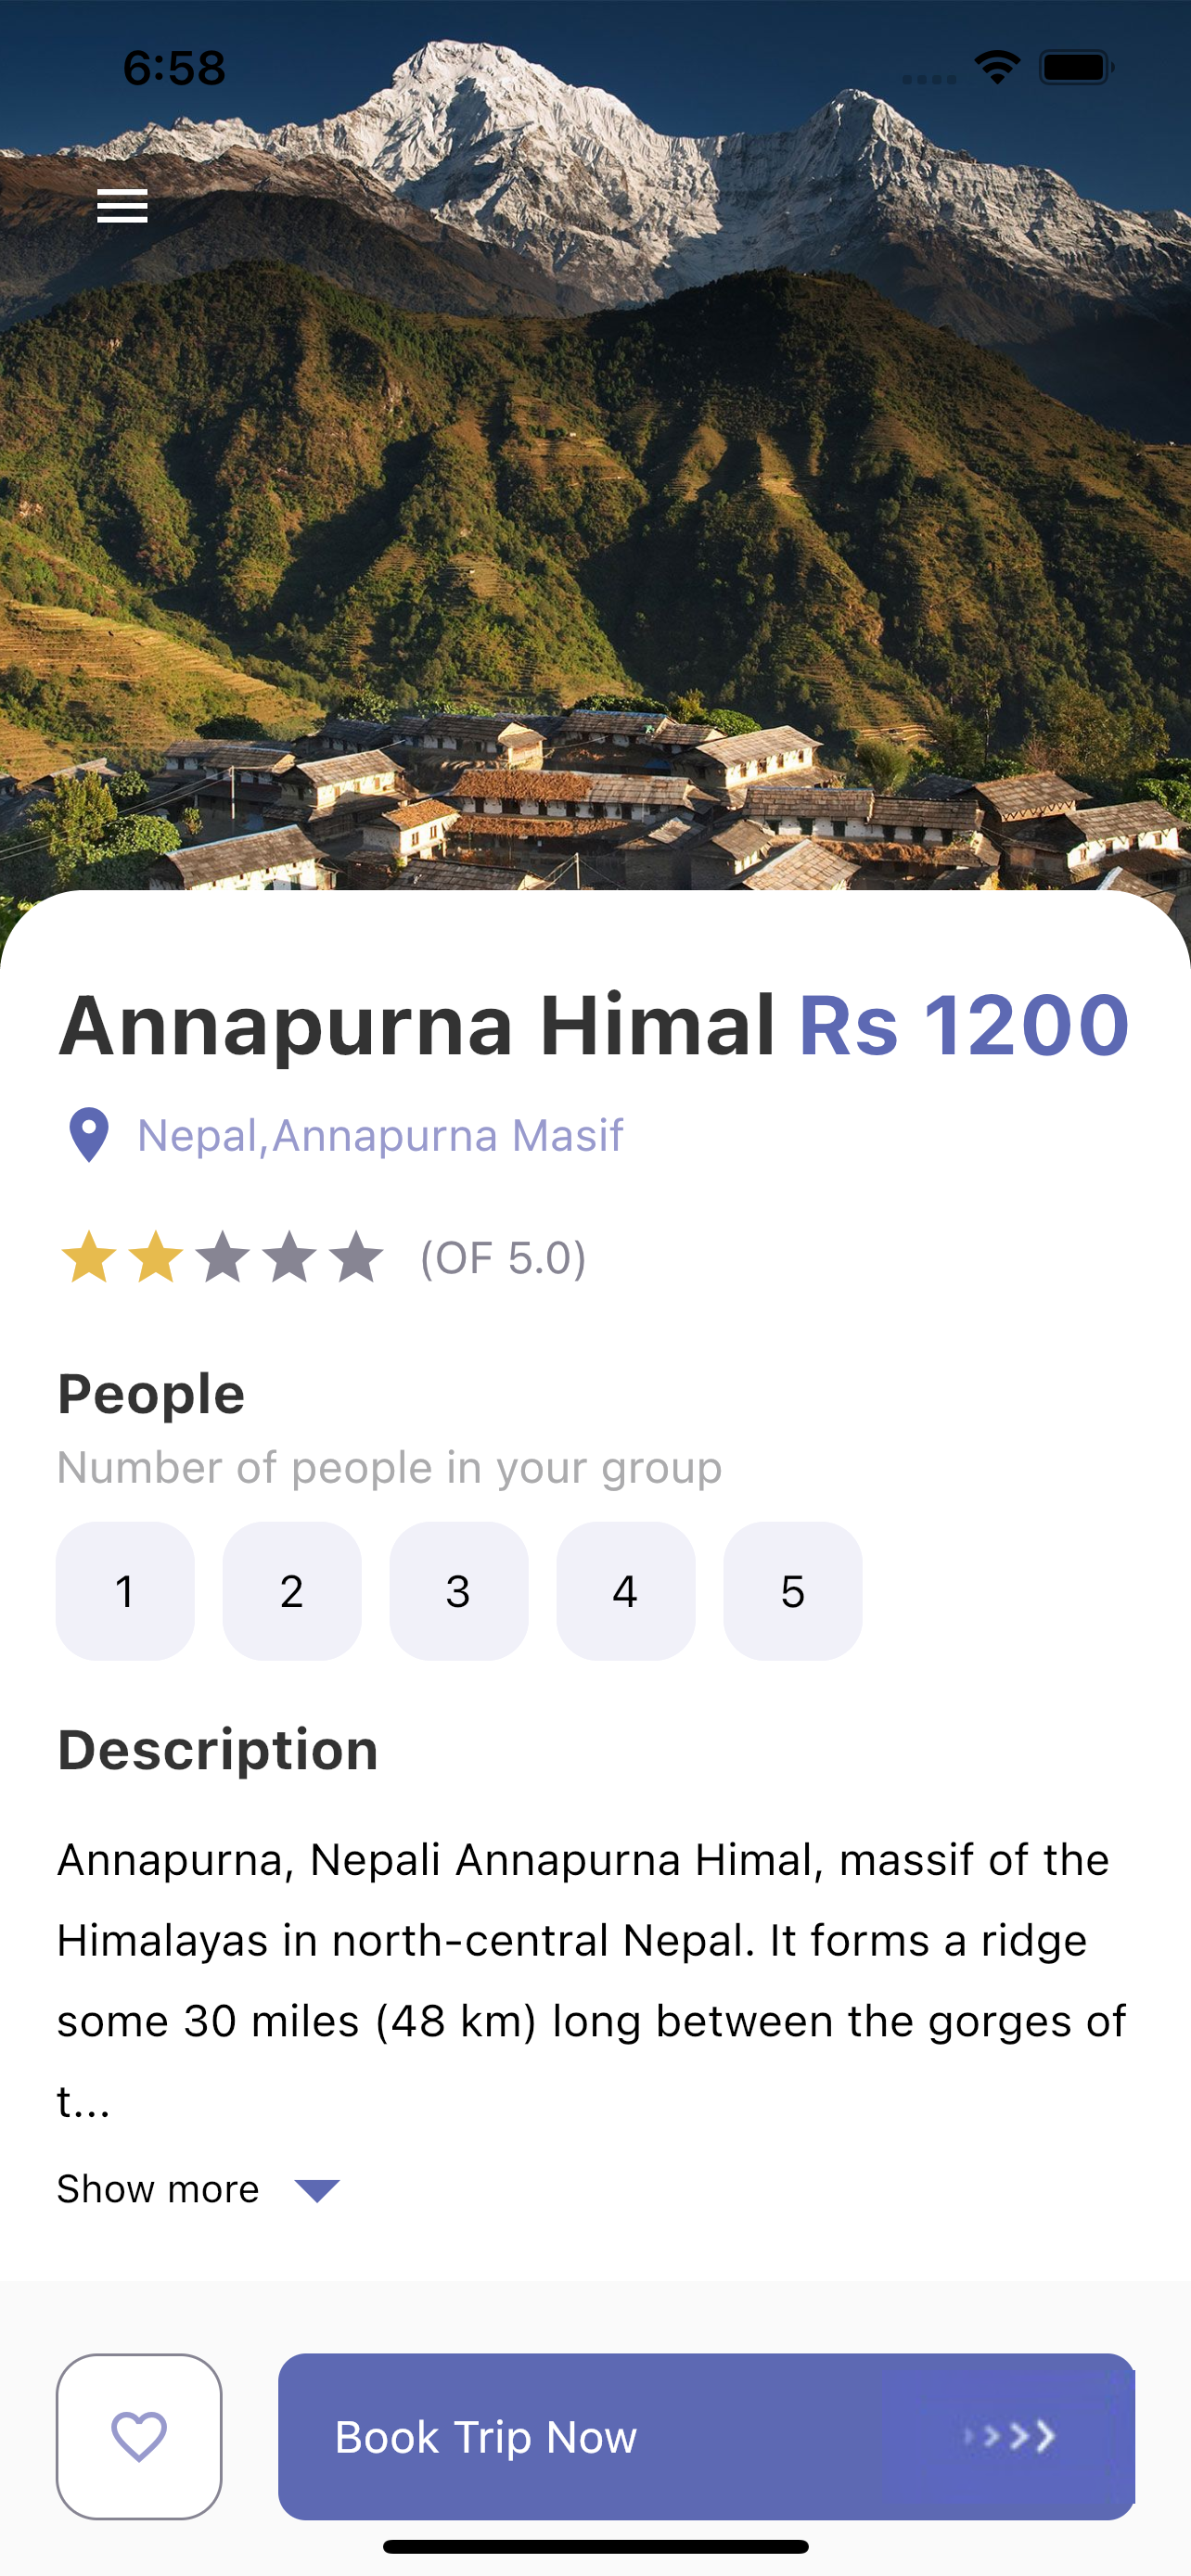 6:58
Annapurna Himal Rs 1200
Nepal,Annapurna Masif
(OF 5.0)
People
Number of people in your group
1 2 3 4 5
Description
Annapurna, Nepali Annapurna Himal, massif of the
Himalayas in north-central Nepal. It forms a ridge
some 30 miles (48 km) long between the gorges of
t...
Show more
Book Trip Now